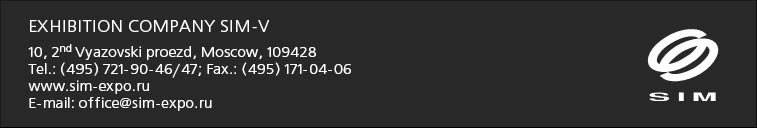 EXHIBITION COMPANY SIM-V
10, 2nd Vyazovski proezd, Moscow, 109428
Tel.: (495) 721-90-46/47; Fax.: (495) 171-04-06
www.sim-expo.ru
E-mail: office@sim-expo.ru
SIM